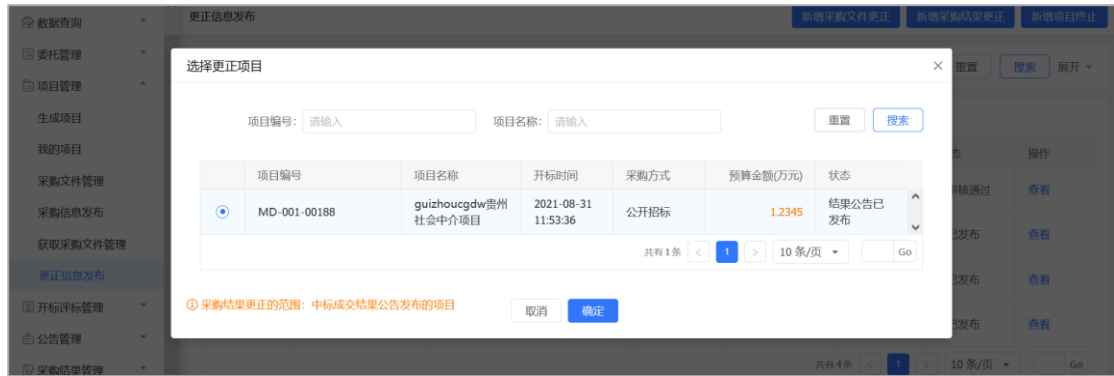 数据查询
更正信息发布
新增采购文件更正
新增采购结果更正
新增项目终止
委托管理
选择更正项目
重置
搜索
展开
项目管理
项目编号：
请输入
项目名称：
请输入
重置
搜索
生成项目
我的项目
项目编号
项目名称
开标时间
采购方式
预算金额(万元)
状态
操作
采购文件管理
MD-001-00188
guizhoucgdw贵州
社会中介项目
2021-08-31
11:53:36
公开招标
1.2345
结果公告已
发布
审核通过
查看
采购信息发布
获取采购文件管理
共有1条
1
10 条/页
Go
已发布
查看
更正信息发布
已发布
查看
开标评标管理
采购结果更正的范围：中标成交结果公告发布的项目
取消
确定
已发布
查看
公告管理
采购结果管理
共有4条
1
10 条/页
Go